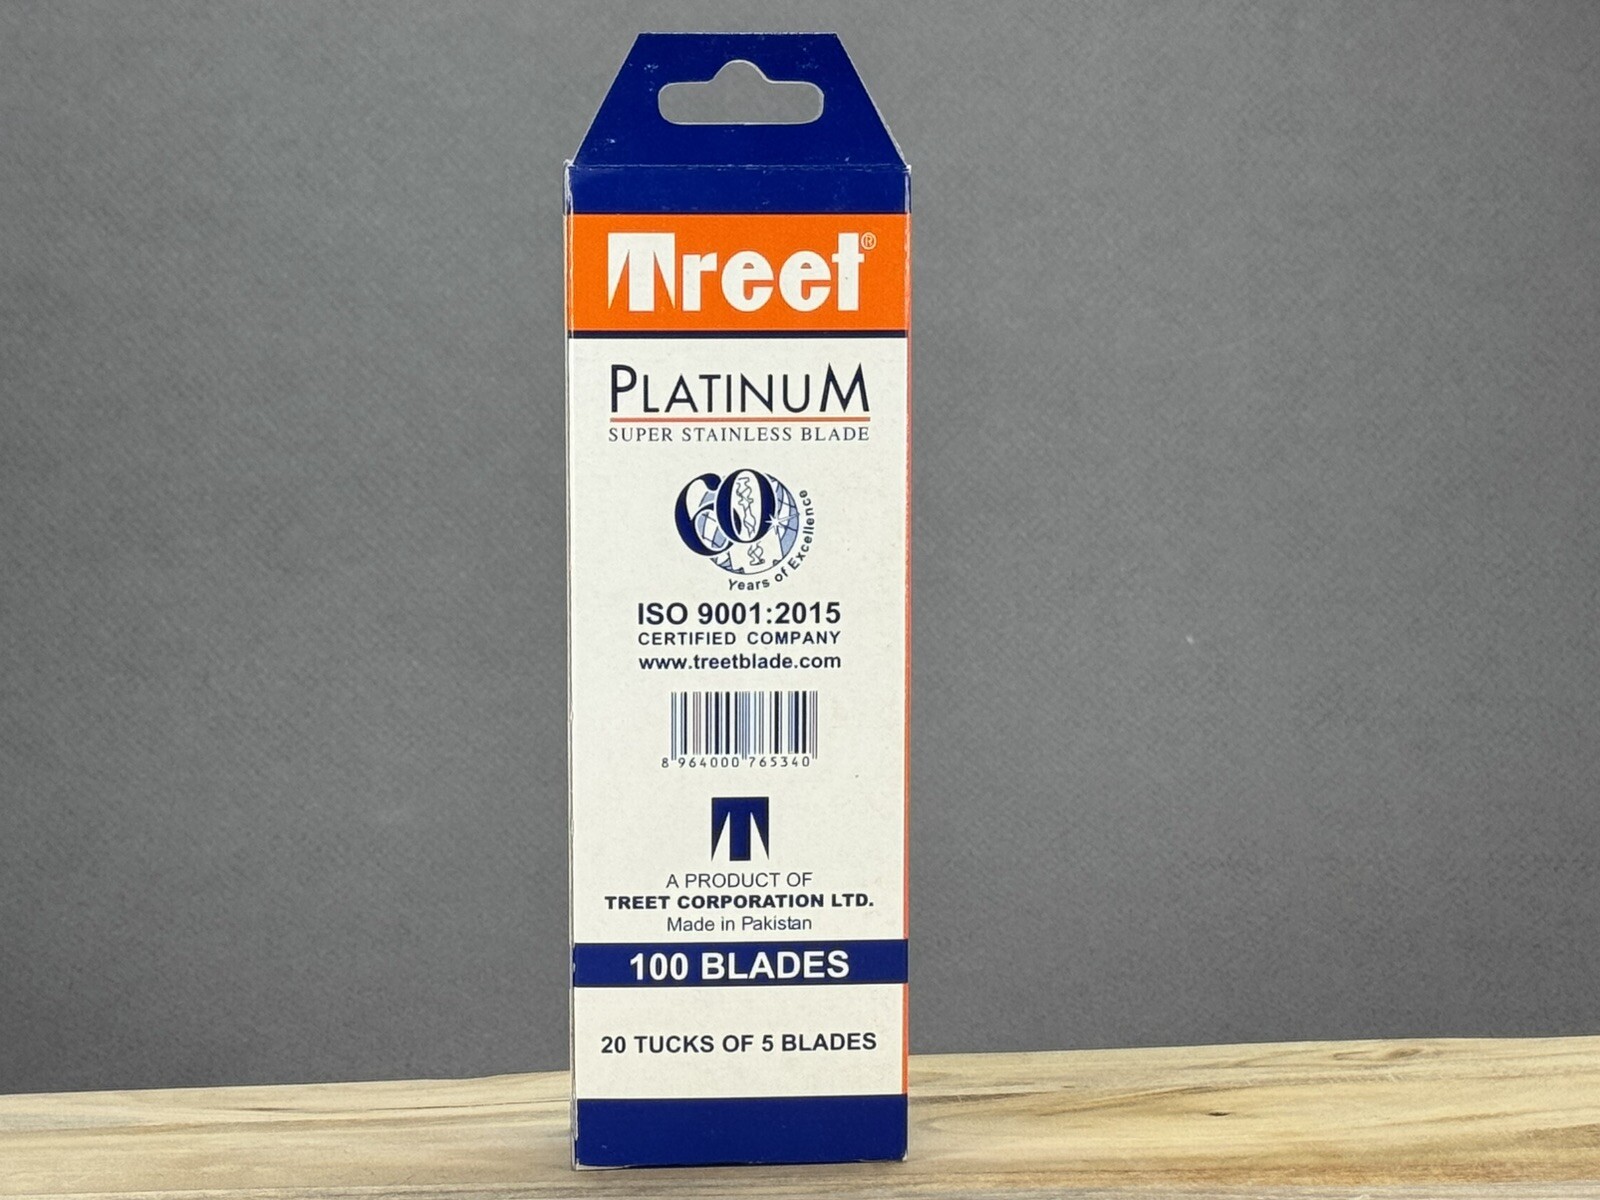 Treet®
PLATINUM
SUPER STAINLESS BLADE
60
Years of Excellence
ISO 9001:2015
CERTIFIED COMPANY
www.treetblade.com
8 964000 765340
T
A PRODUCT OF
TREET CORPORATION LTD.
Made in Pakistan
100 BLADES
20 TUCKS OF 5 BLADES